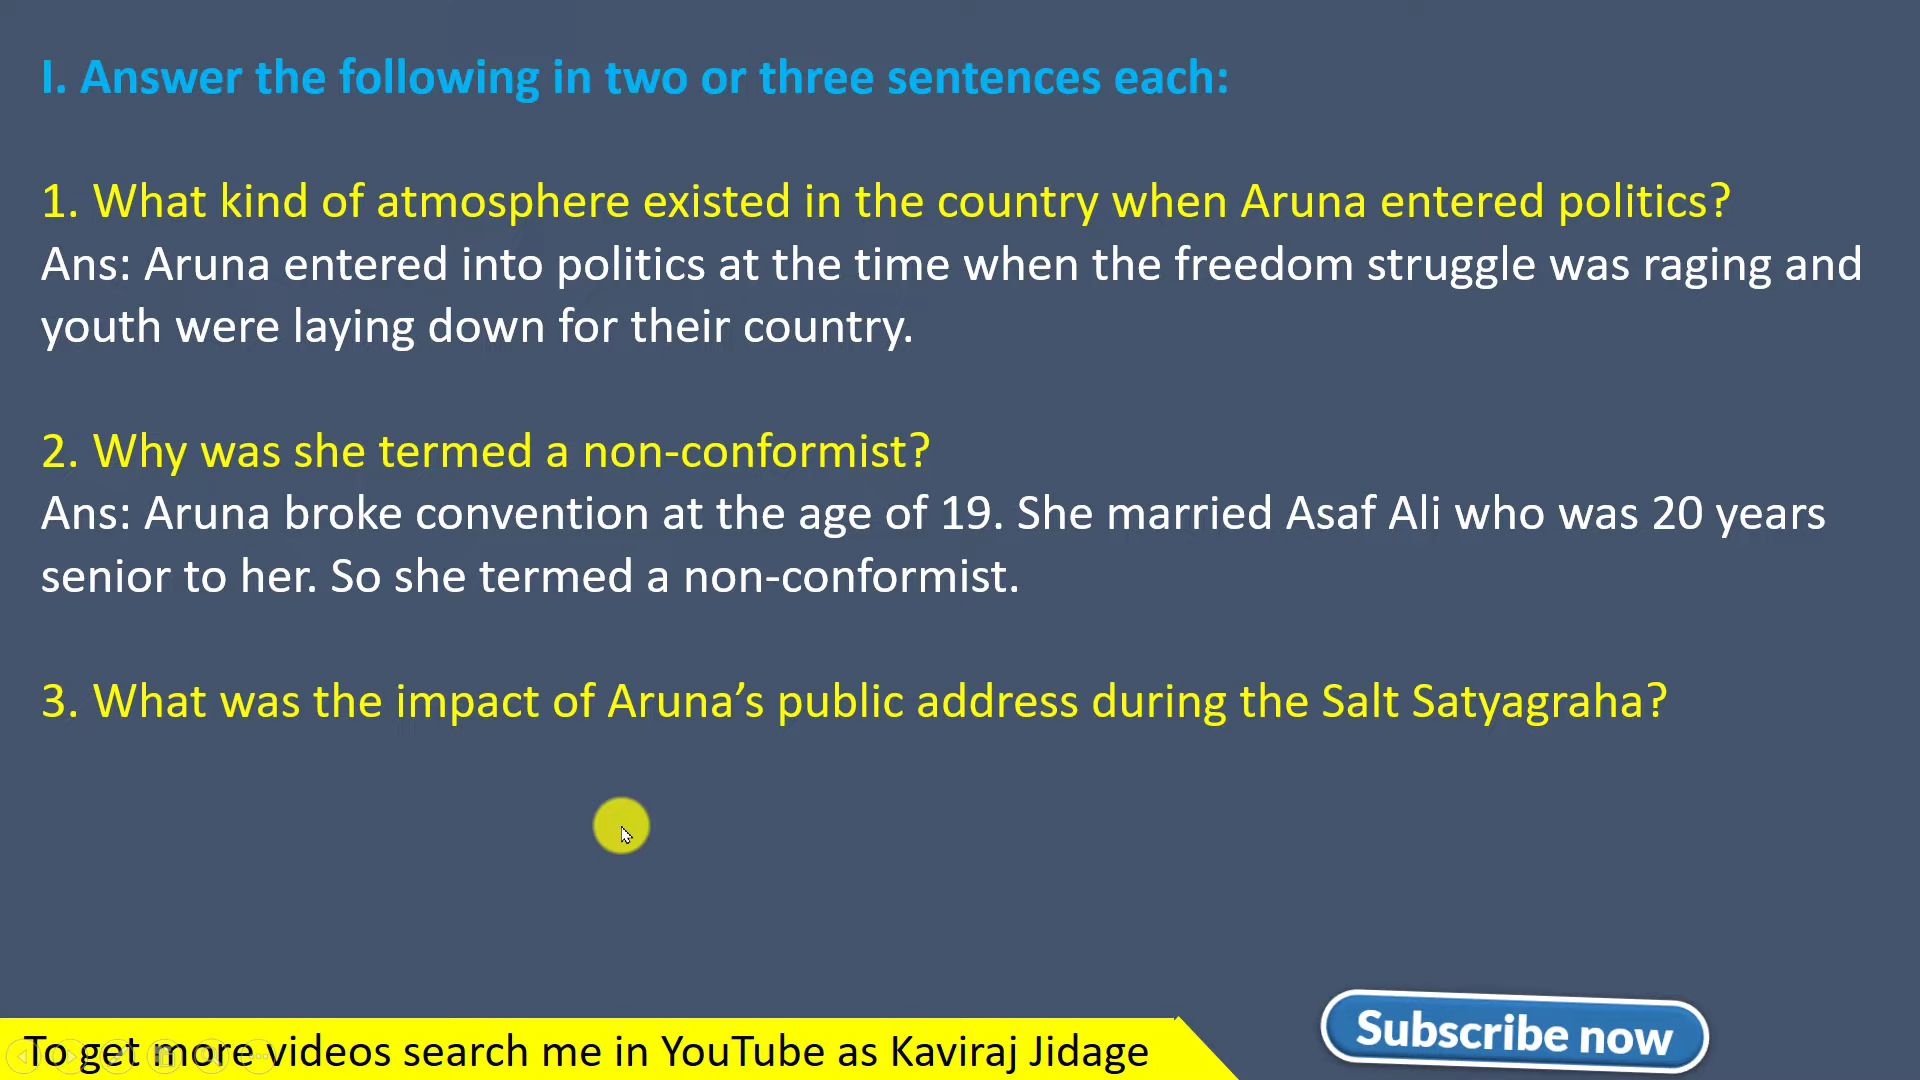 I. Answer the following in two or three sentences each:
1. What kind of atmosphere existed in the country when Aruna entered politics?
Ans: Aruna entered into politics at the time when the freedom struggle was raging and
youth were laying down for their country.
2. Why was she termed a non-conformist?
Ans: Aruna broke convention at the age of 19. She married Asaf Ali who was 20 years
senior to her. So she termed a non-conformist.
3. What was the impact of Aruna’s public address during the Salt Satyagraha?
To get more videos search me in YouTube as Kaviraj Jidage
Subscribe now